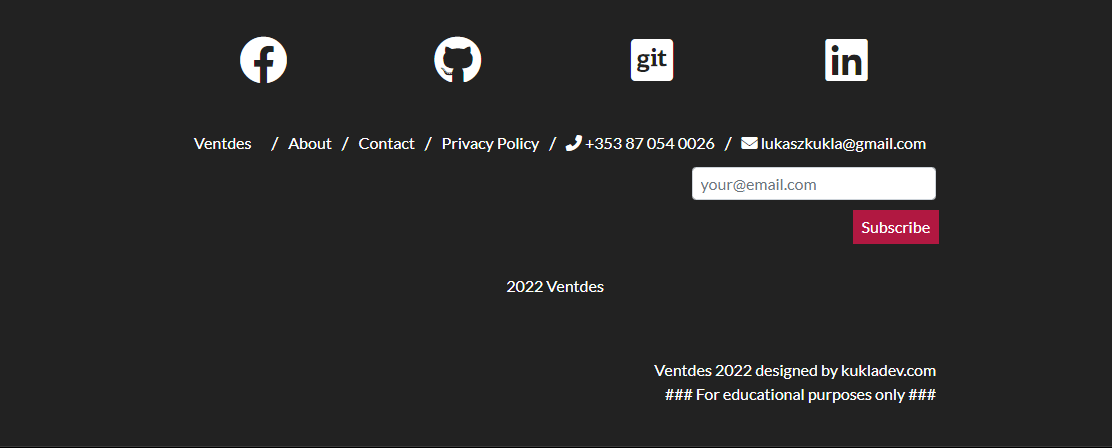 git
in
Ventdes / About / Contact / Privacy Policy / +353 87 054 0026 / lukaszkukla@gmail.com
your@email.com
Subscribe
2022 Ventdes
Ventdes 2022 designed by kukladev.com
### For educational purposes only ###